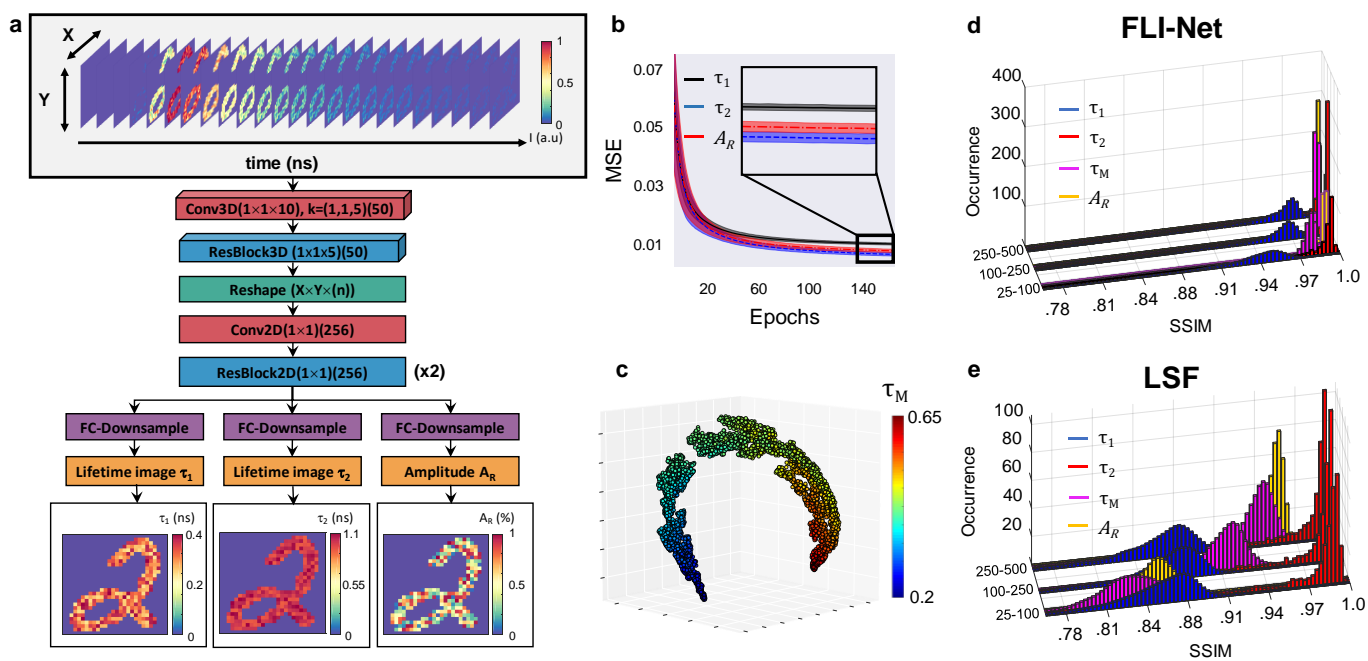 a
X
Y
1
0.5
0
I (a.u)
time (ns)
Conv3D(1×1×10), k=(1,1,5)(50)
ResBlock3D (1x1x5)(50)
Reshape (X×Y×(n))
Conv2D(1×1)(256)
ResBlock2D(1×1)(256) (x2)
FC-Downsample FC-Downsample FC-Downsample
Lifetime image τ1 Lifetime image τ2 Amplitude AR
τ1 (ns) τ2 (ns) AR (%)
0.4 1.1 1
0.2 0.55 0.5
0 0 0
b
0.07
0.05
0.03
0.01
MSE
τ1
τ2
AR
20 60 100 140
Epochs
c
τM
0.65
0.2
d
FLI-Net
400
300
200
100
Occurrence
τ1
τ2
τM
AR
250-500
100-250
25-100
.78 .81 .84 .88 .91 .94 .97 1.0
SSIM
e
LSF
100
80
60
40
20
Occurrence
τ1
τ2
τM
AR
250-500
100-250
25-100
.78 .81 .84 .88 .91 .94 .97 1.0
SSIM